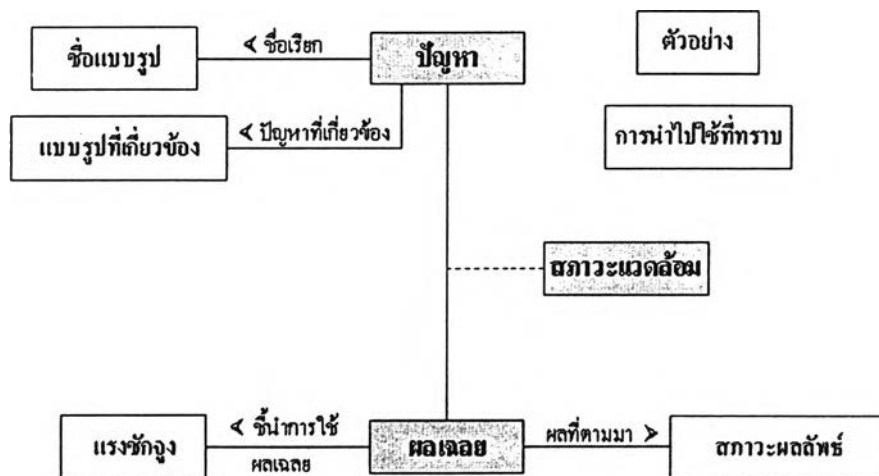 ชื่อแบบรูป
< ชื่อเรียก
ปัญหา
ตัวอย่าง
แบบรูปที่เกี่ยวข้อง
< ปัญหาที่เกี่ยวข้อง
การนำไปใช้ที่ทราบ
สภาวะแวดล้อม
แรงชักจูง
< ชี้นำการใช้
ผลเฉลย
ผลเฉลย
ผลที่ตามมา >
สภาวะผลลัพธ์